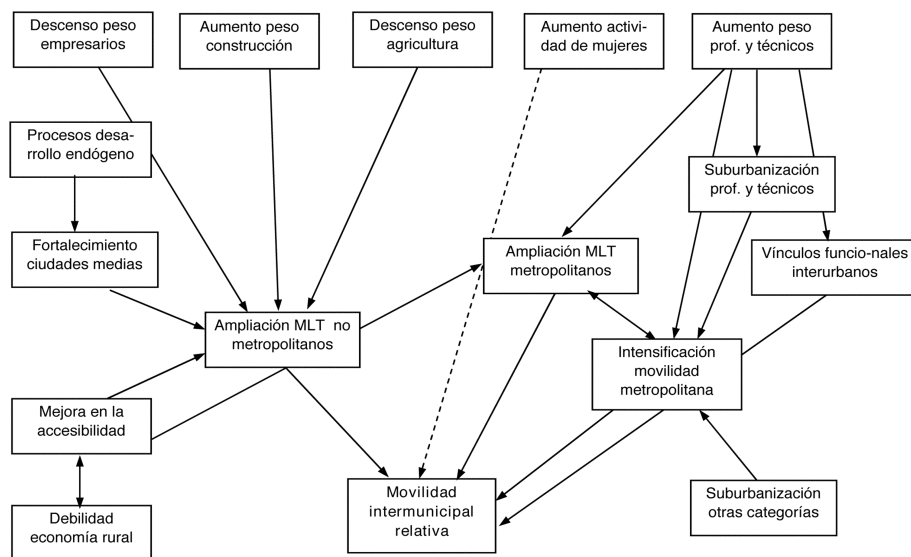 Descenso peso
empresarios
Aumento peso
construcción
Descenso peso
agricultura
Aumento activi-
dad de mujeres
Aumento peso
prof. y técnicos
Procesos desa-
rrollo endógeno
Suburbanización
prof. y técnicos
Fortalecimiento
ciudades medias
Ampliación MLT
metropolitanos
Vínculos funcio-nales
interurbanos
Ampliación MLT no
metropolitanos
Intensificación
movilidad
metropolitana
Mejora en la
accesibilidad
Movilidad
intermunicipal
relativa
Suburbanización
otras categorías
Debilidad
economía rural